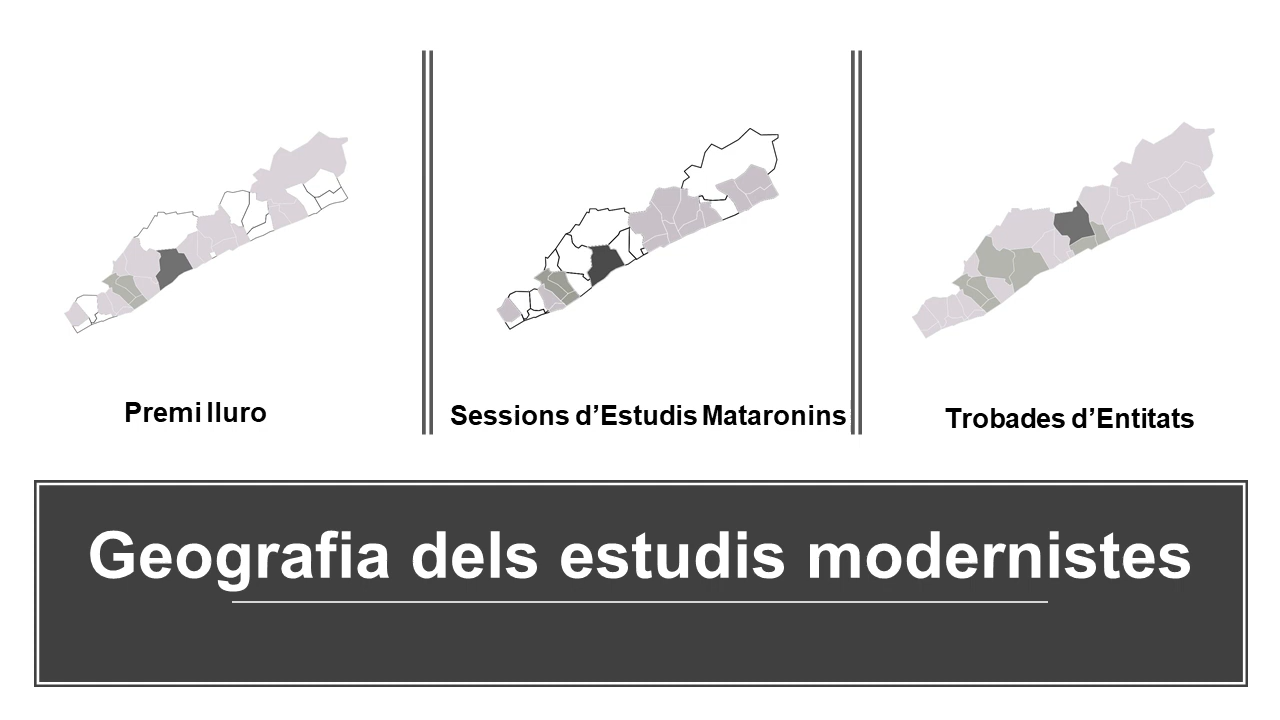 Premi Iluro
Sessions d’Estudis Mataronins
Trobades d’Entitats
Geografia dels estudis modernistes